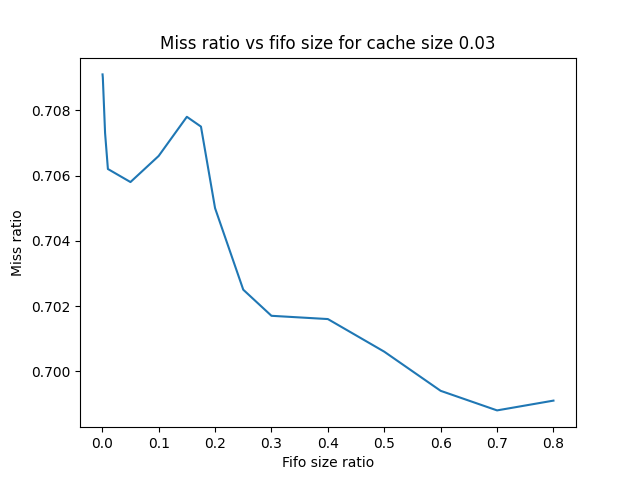 Miss ratio vs fifo size for cache size 0.03
0.708
0.706
0.704
0.702
0.700
Miss ratio
0.0 0.1 0.2 0.3 0.4 0.5 0.6 0.7 0.8
Fifo size ratio